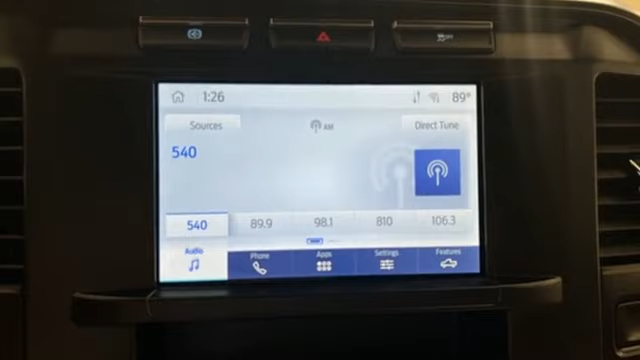 OFF
1:26 89°
Sources AM Direct Tune
540
540 89.9 98.1 810 106.3
Audio Phone Apps Settings Features